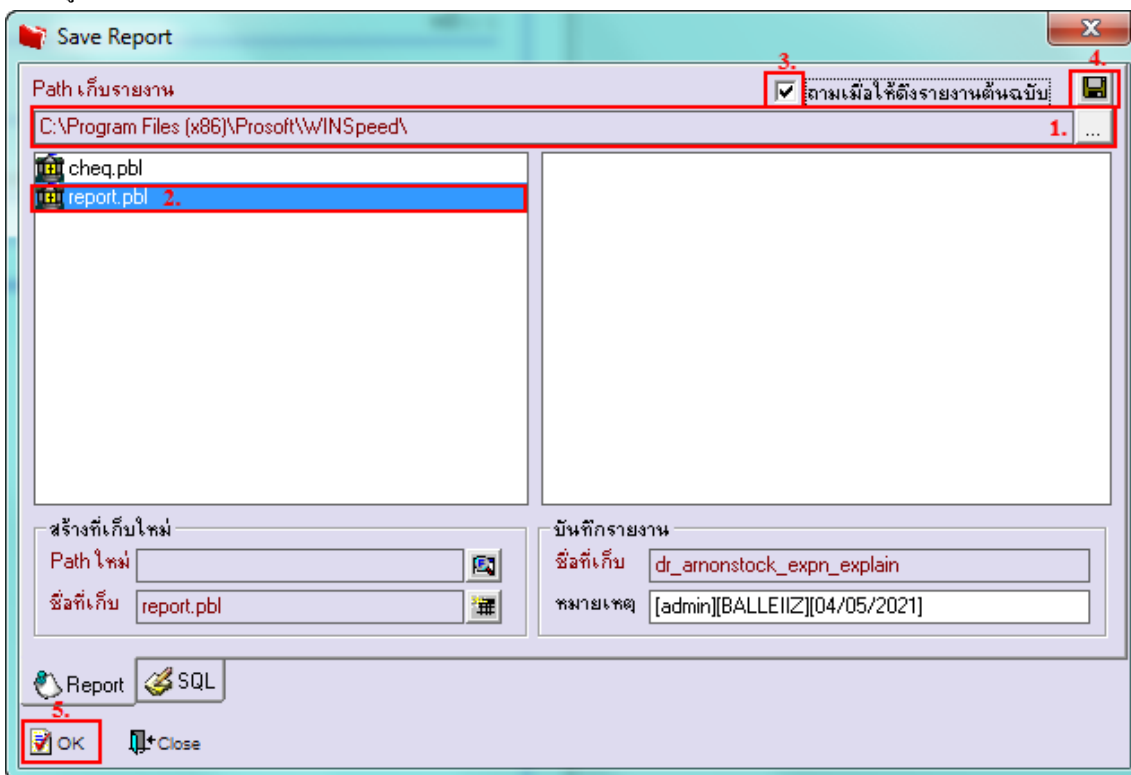 Save Report
3.
4.
Path เก็บรายงาน
ถามเมื่อให้ดึงรายงานต้นฉบับ
C:\Program Files (x86)\Prosoft\WINSpeed\
1.
...
cheq.pbl
report.pbl 2.
สร้างที่เก็บใหม่
Path ใหม่
ชื่อที่เก็บ report.pbl
บันทึกรายงาน
ชื่อที่เก็บ dr_arnonstock_expn_explain
หมายเหตุ [admin][BALLEIIZ][04/05/2021]
Report
SQL
5.
OK
Close